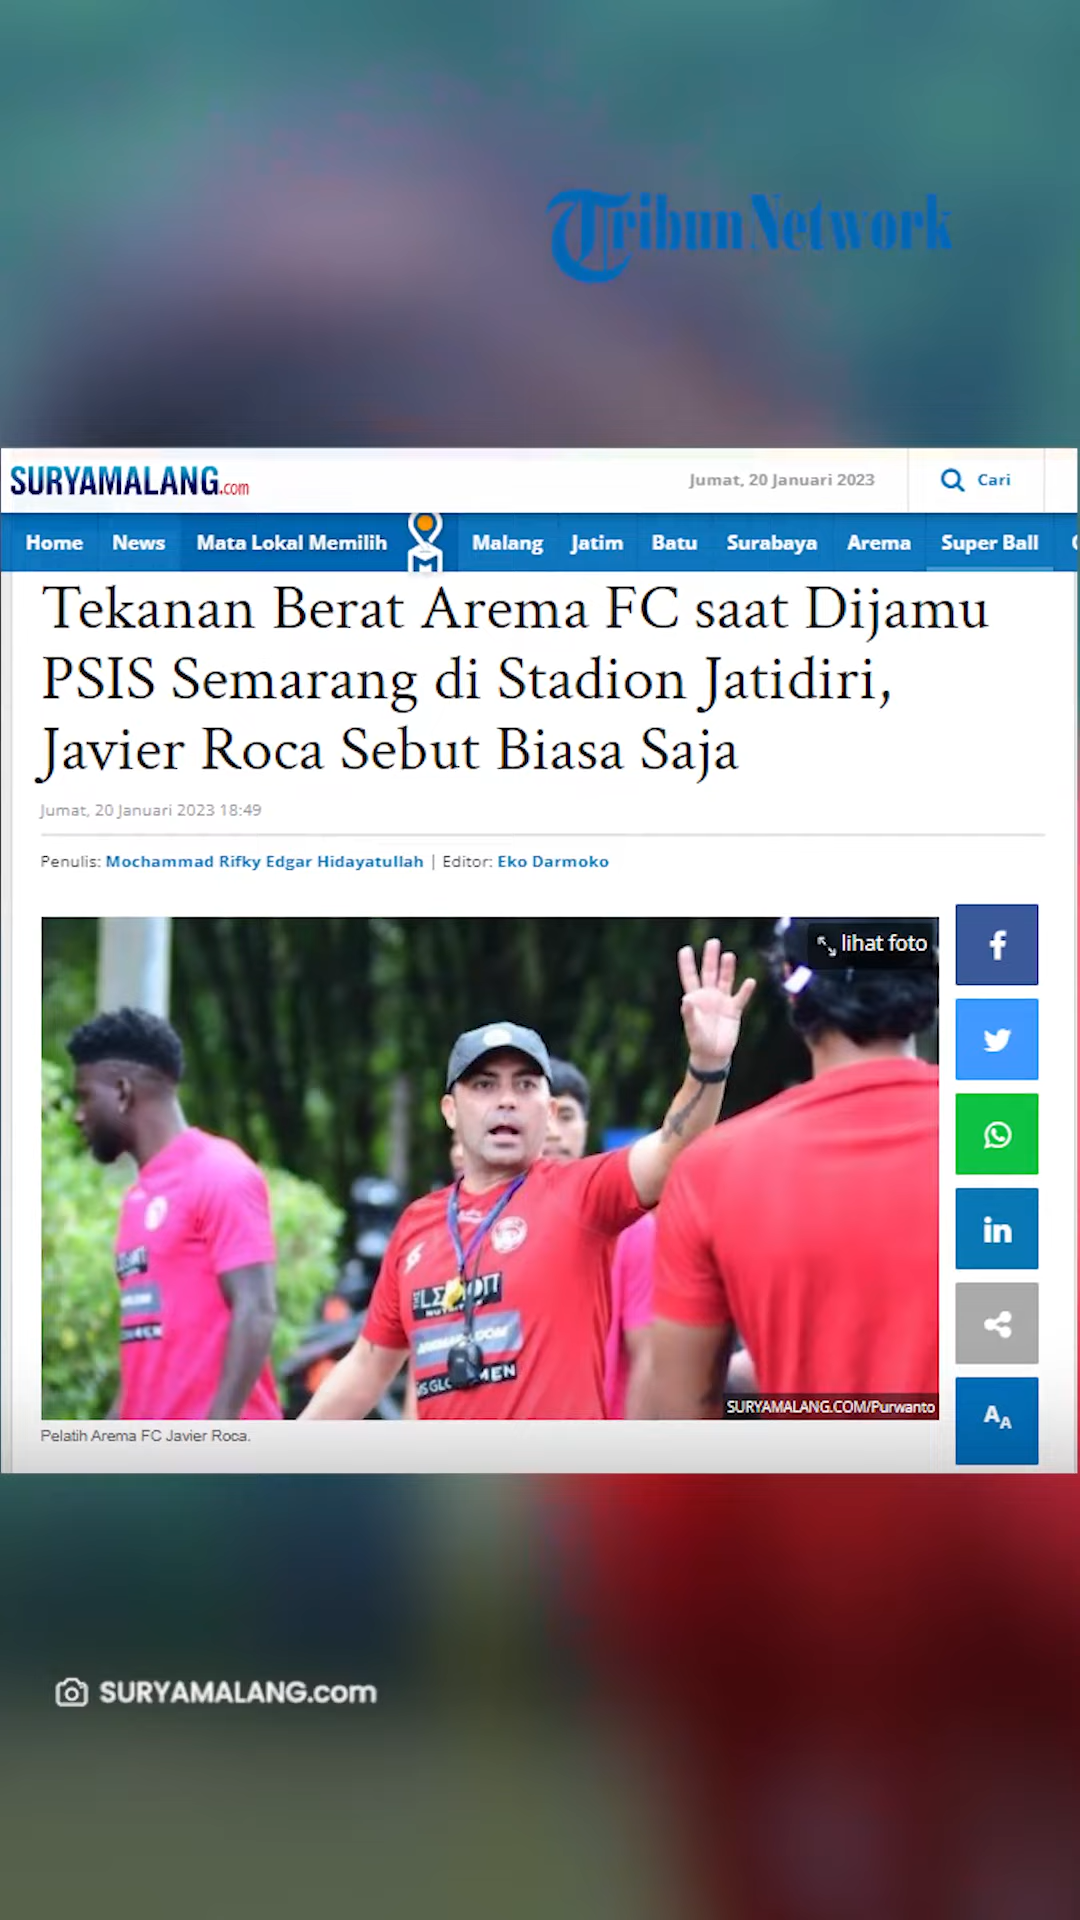 Tribun Network
SURYAMALANG.com
Jumat, 20 Januari 2023
Cari
Home News Mata Lokal Memilih Malang Jatim Batu Surabaya Arema Super Ball
Tekanan Berat Arema FC saat Dijamu
PSIS Semarang di Stadion Jatidiri,
Javier Roca Sebut Biasa Saja
Jumat, 20 Januari 2023 18:49
Penulis: Mochammad Rifky Edgar Hidayatullah | Editor: Eko Darmoko
lihat foto
SURYAMALANG.COM/Purwanto
Pelatih Arema FC Javier Roca.
SURYAMALANG.com